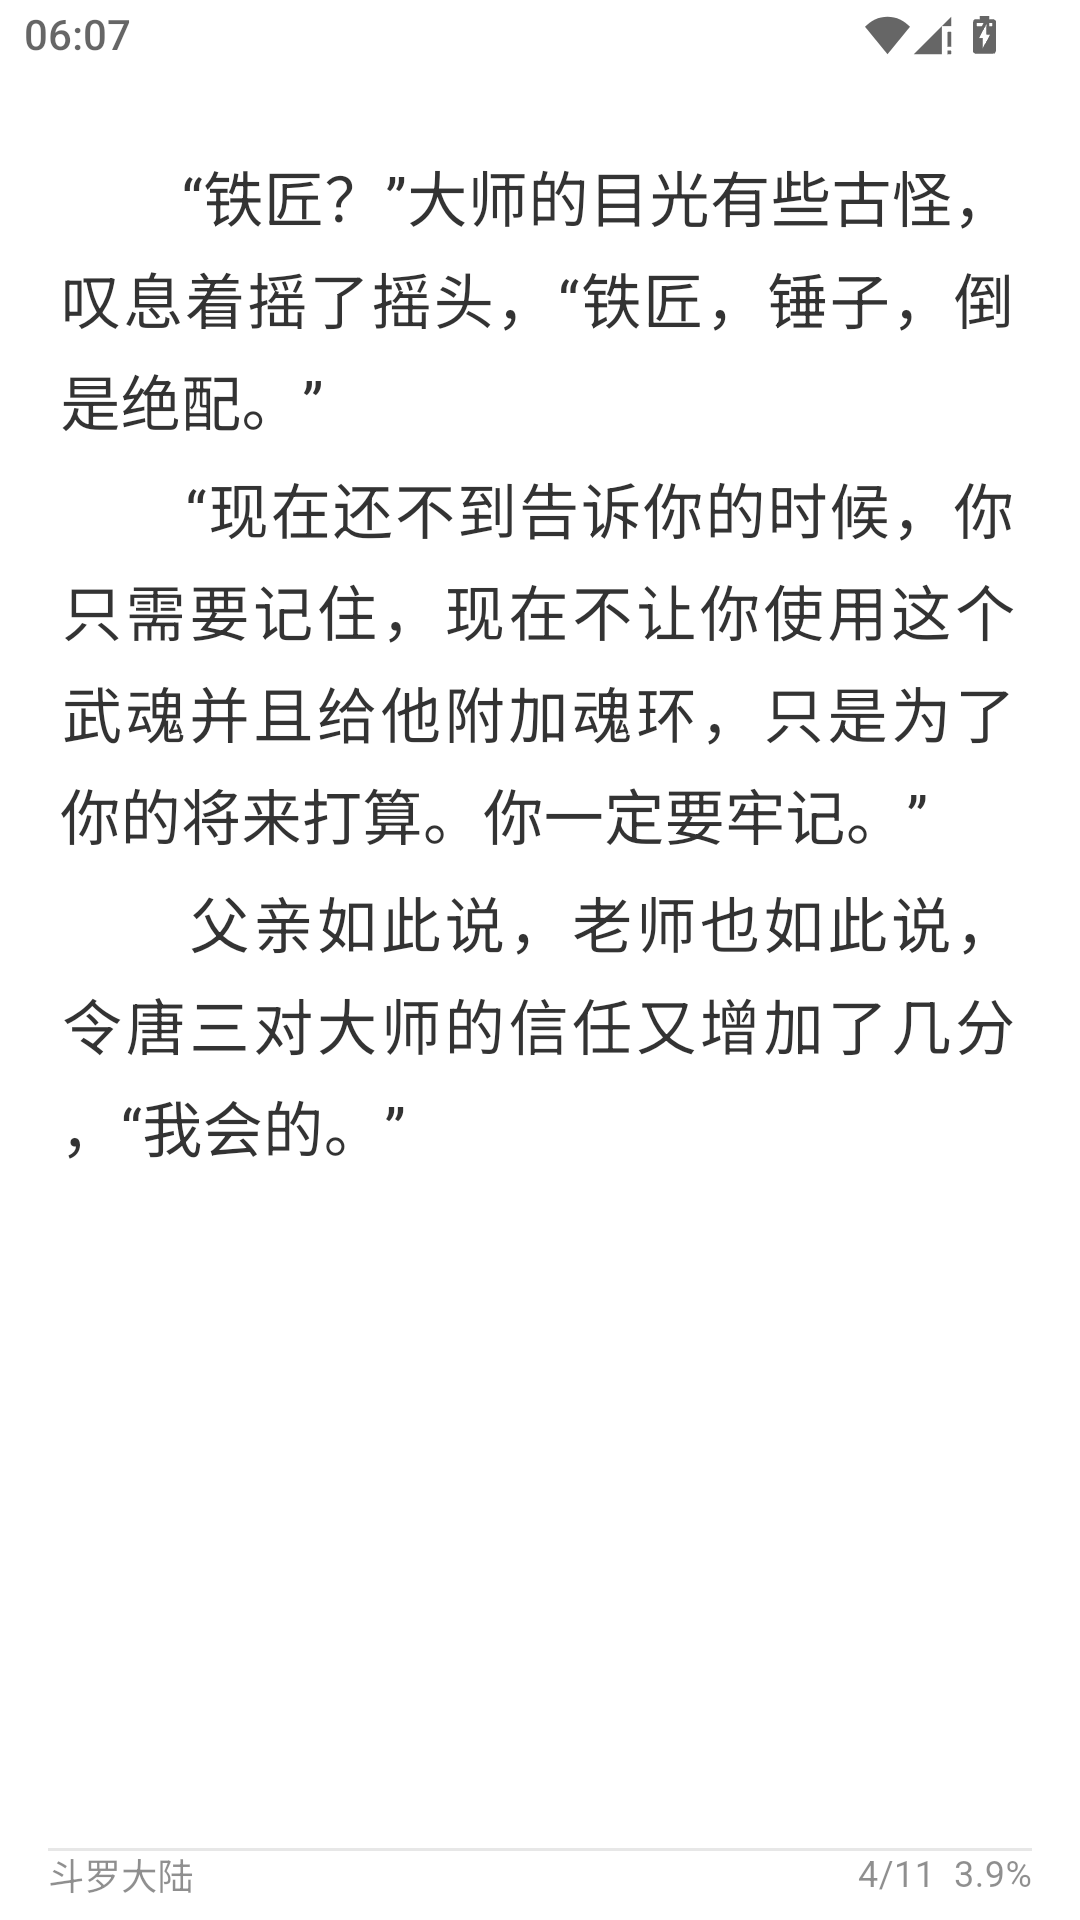 06:07
“铁匠？”大师的目光有些古怪，
叹息着摇了摇头，“铁匠，锤子，倒
是绝配。”
“现在还不到告诉你的时候，你
只需要记住，现在不让你使用这个
武魂并且给他附加魂环，只是为了
你的将来打算。你一定要牢记。”
父亲如此说，老师也如此说，
令唐三对大师的信任又增加了几分
，“我会的。”
斗罗大陆 4/11 3.9%